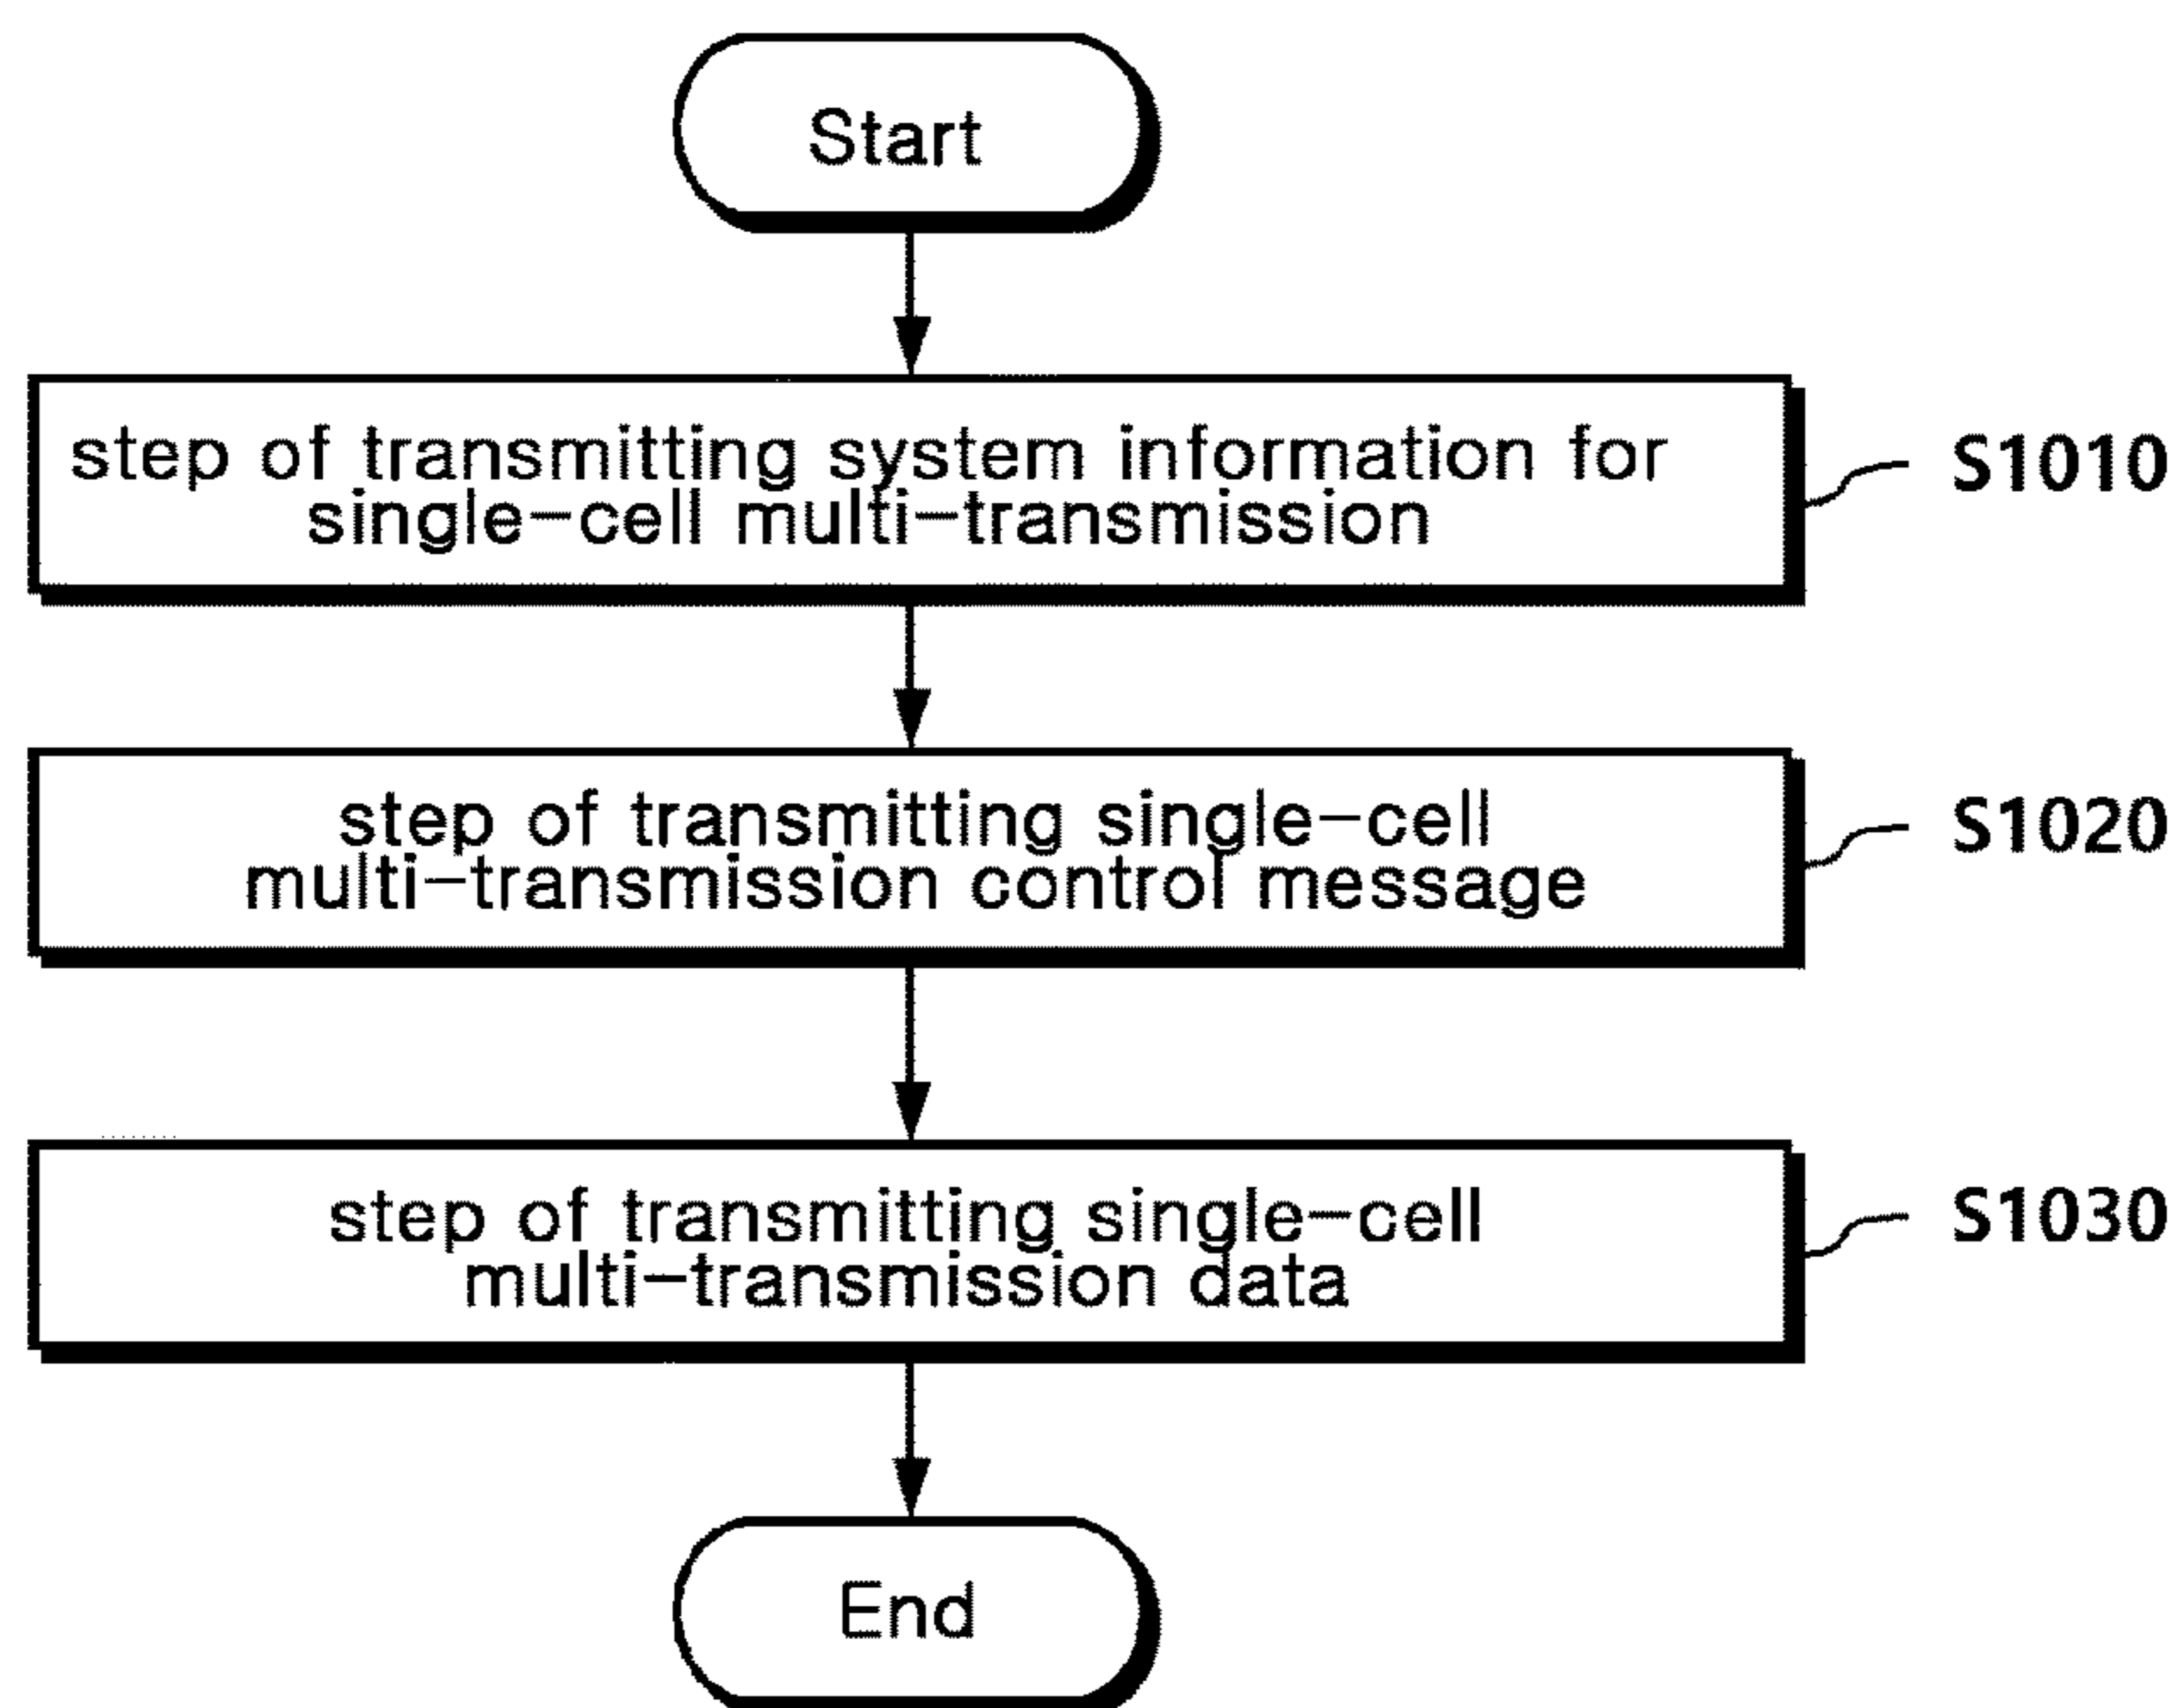 Start
step of transmitting system information for
single-cell multi-transmission
S1010
step of transmitting single-cell
multi-transmission control message
S1020
step of transmitting single-cell
multi-transmission data
S1030
End